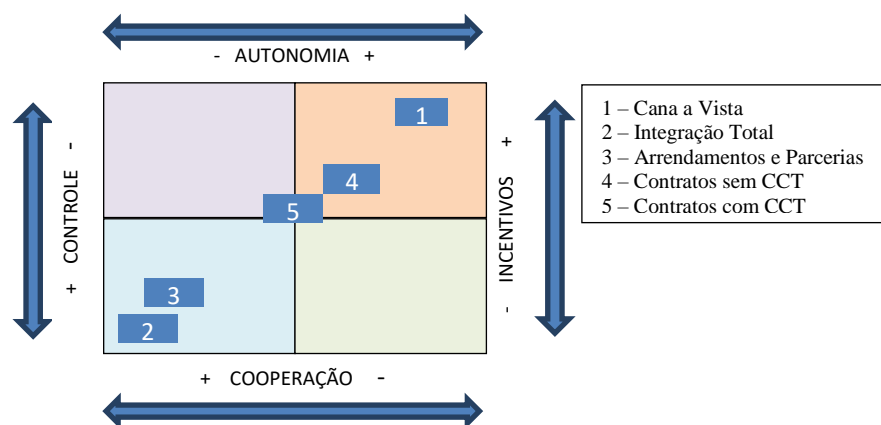 - AUTONOMIA +
+ CONTROLE -
1
4
5
3
2
- INCENTIVOS +
+ COOPERAÇÃO -
1 – Cana a Vista
2 – Integração Total
3 – Arrendamentos e Parcerias
4 – Contratos sem CCT
5 – Contratos com CCT